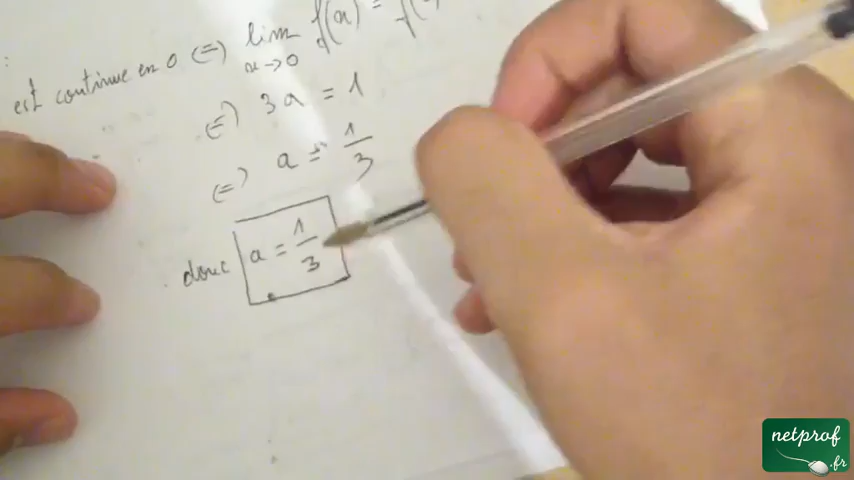 est continue en 0 (=) lim f(x) =
x→0
(=) 3a = 1
(=) a = 1/3
donc a = 1/3
netprof
.fr